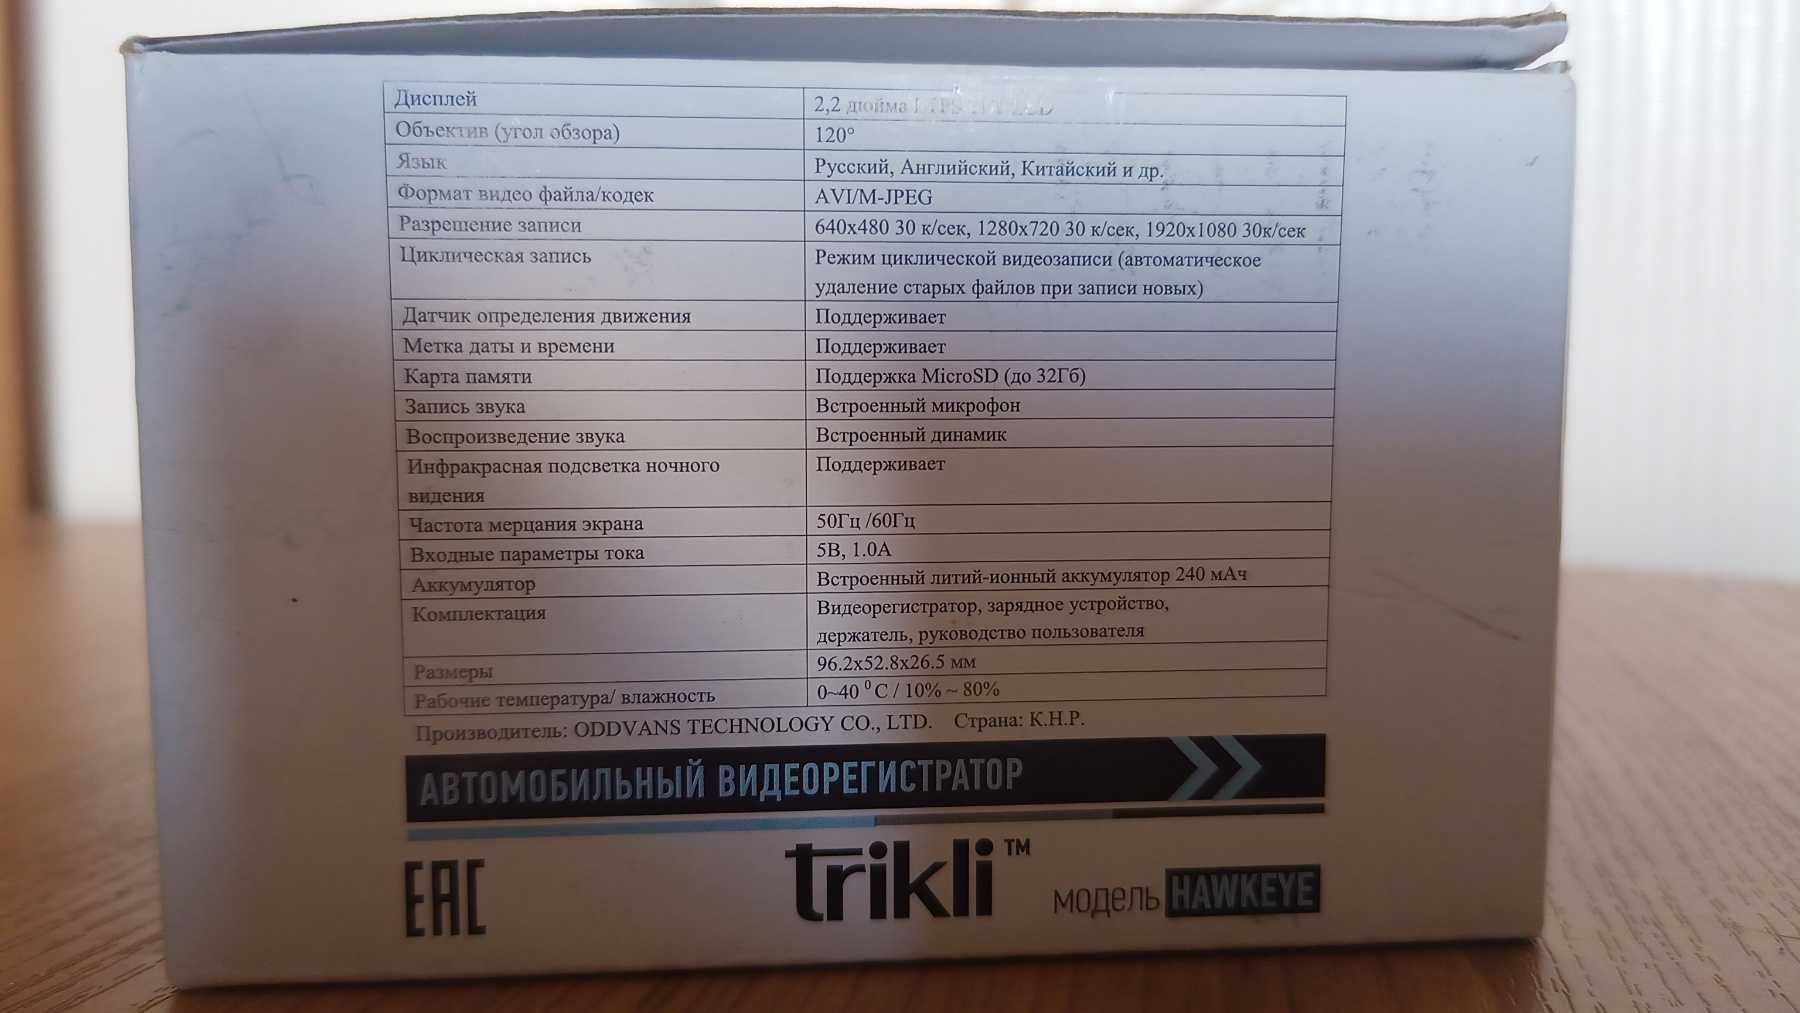 Дисплей 2,2 дюйма
Объектив (угол обзора) 120°
Язык Русский, Английский, Китайский и др.
Формат видео файла/кодек AVI/M-JPEG
Разрешение записи 640x480 30 к/сек, 1280x720 30 к/сек, 1920x1080 30к/сек
Циклическая запись Режим циклической видеозаписи (автоматическое
удаление старых файлов при записи новых)
Датчик определения движения Поддерживает
Метка даты и времени Поддерживает
Карта памяти Поддержка MicroSD (до 32Гб)
Запись звука Встроенный микрофон
Воспроизведение звука Встроенный динамик
Инфракрасная подсветка ночного Поддерживает
видения
Частота мерцания экрана 50Гц /60Гц
Входные параметры тока 5В, 1.0А
Аккумулятор Встроенный литий-ионный аккумулятор 240 мАч
Комплектация Видеорегистратор, зарядное устройство,
держатель, руководство пользователя
Размеры 96.2x52.8x26.5 мм
Рабочие температура/ влажность 0~40 ⁰ С / 10% ~ 80%
Производитель: ODDVANS TECHNOLOGY CO., LTD. Страна: К.Н.Р.
АВТОМОБИЛЬНЫЙ ВИДЕОРЕГИСТРАТОР
EAC trikli™ модель HAWKEYE